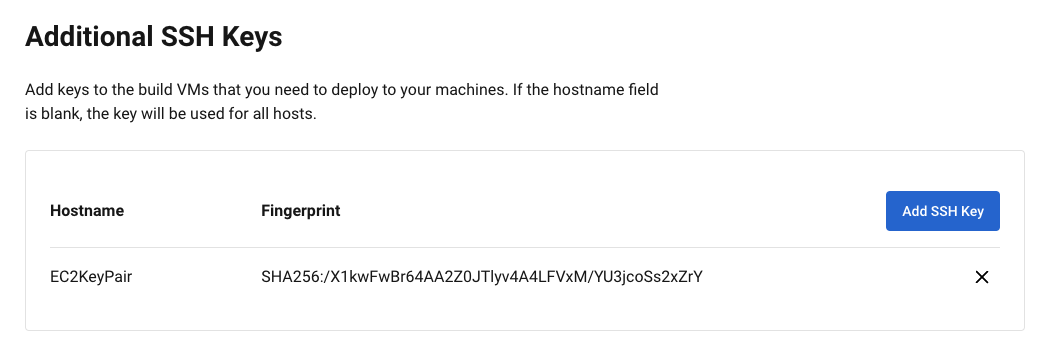 Additional SSH Keys
Add keys to the build VMs that you need to deploy to your machines. If the hostname field
is blank, the key will be used for all hosts.
Hostname Fingerprint Add SSH Key
EC2KeyPair SHA256:/X1kwFwBr64AA2Z0JTlyv4A4LFVxM/YU3jcoSs2xZrY